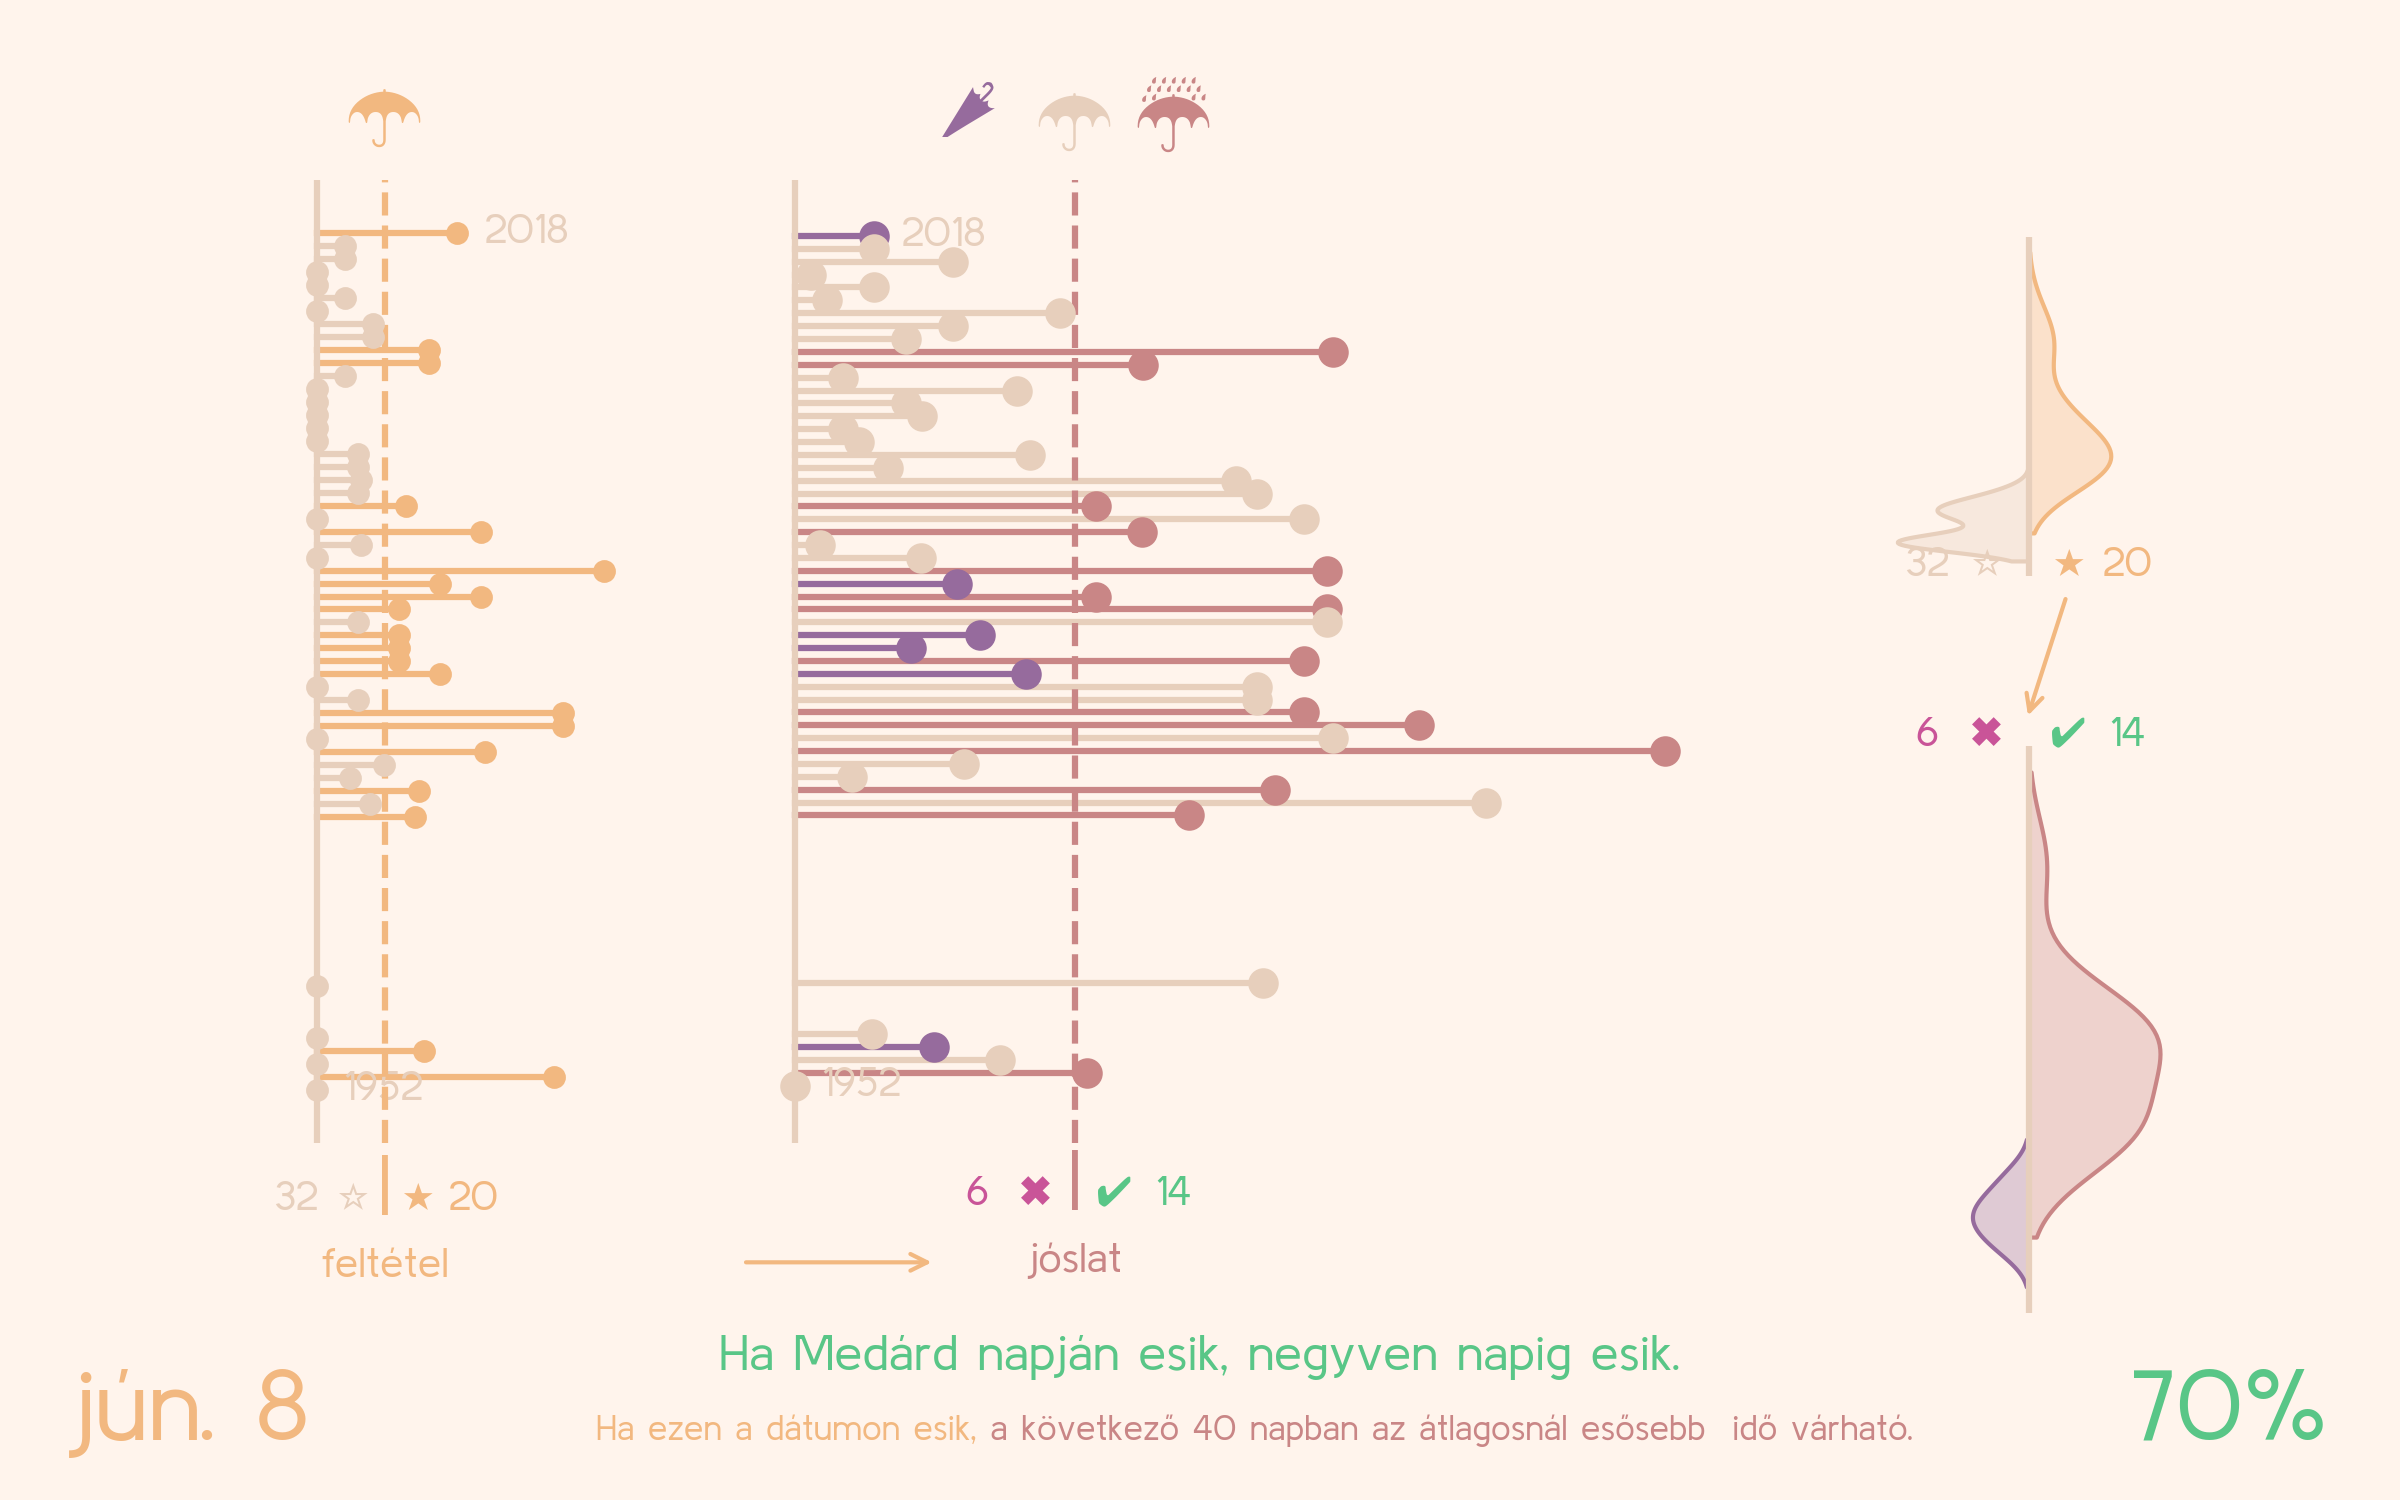 2018
2018
1952
1952
32 ☆ ★ 20
6 ✖ ✔ 14
32 ☆ ★ 20
6 ✖ ✔ 14
feltétel
jóslat
Ha Medárd napján esik, negyven napig esik.
jún. 8
Ha ezen a dátumon esik, a következő 40 napban az átlagosnál esősebb idő várható.
70%